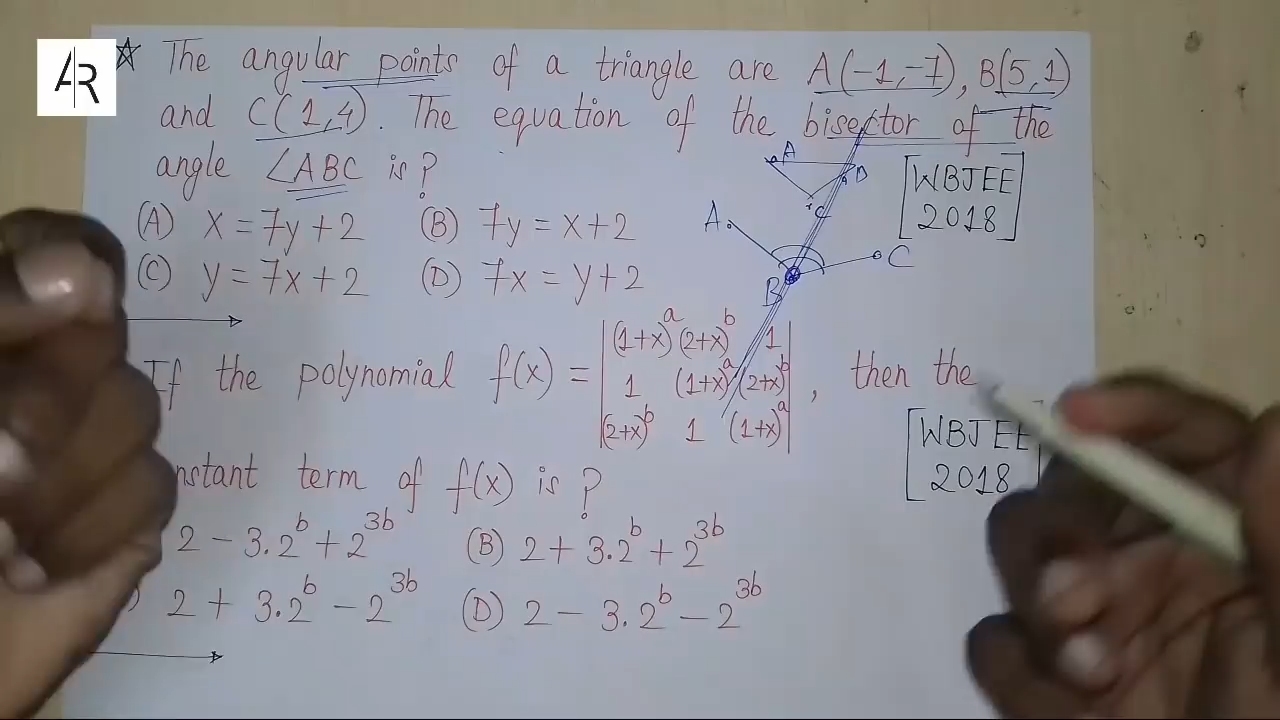 AR
☆ The angular points of a triangle are A(-1,-7), B(5,1)
and C(1,4). The equation of the bisector of the
angle ∠ABC is?
[WBJEE
2018]
(A) x=7y+2 (B) 7y=x+2
(C) y=7x+2 (D) 7x=y+2
A
C
A.
C
B
If the polynomial f(x) = |(1+x)^a (2+x)^b 1|
|1 (1+x)^a (2+x)^b|, then the
|(2+x)^b 1 (1+x)^a|
[WBJEE
2018]
nstant term of f(x) is?
2-3.2^b+2^3b (B) 2+3.2^b+2^3b
) 2+3.2^b-2^3b (D) 2-3.2^b-2^3b